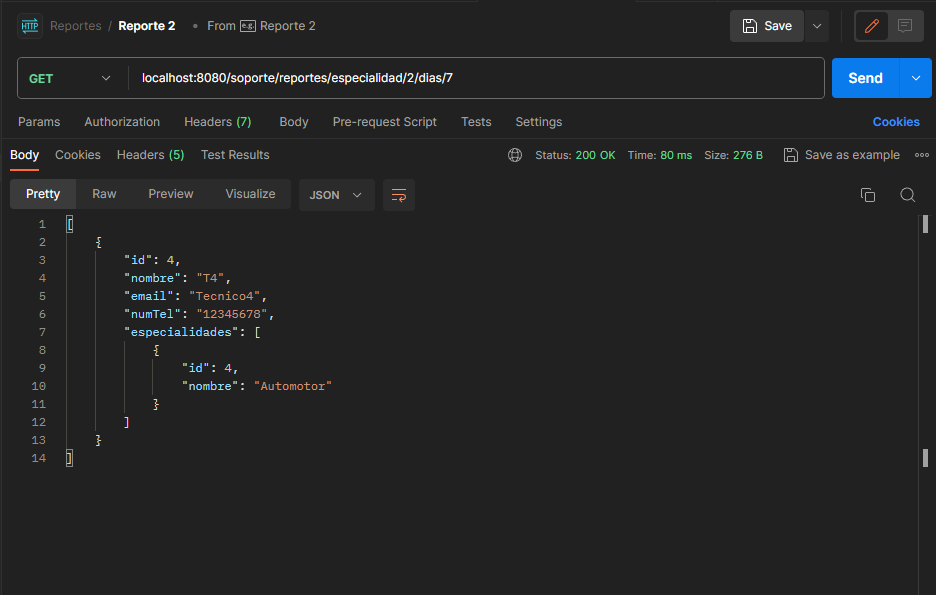 HTTP Reportes / Reporte 2 • From e.g. Reporte 2 Save
GET localhost:8080/soporte/reportes/especialidad/2/dias/7 Send
Params Authorization Headers (7) Body Pre-request Script Tests Settings Cookies
Body Cookies Headers (5) Test Results Status: 200 OK Time: 80 ms Size: 276 B Save as example
Pretty Raw Preview Visualize JSON
1 [
2 {
3 "id": 4,
4 "nombre": "T4",
5 "email": "Tecnico4",
6 "numTel": "12345678",
7 "especialidades": [
8 {
9 "id": 4,
10 "nombre": "Automotor"
11 }
12 ]
13 }
14 ]